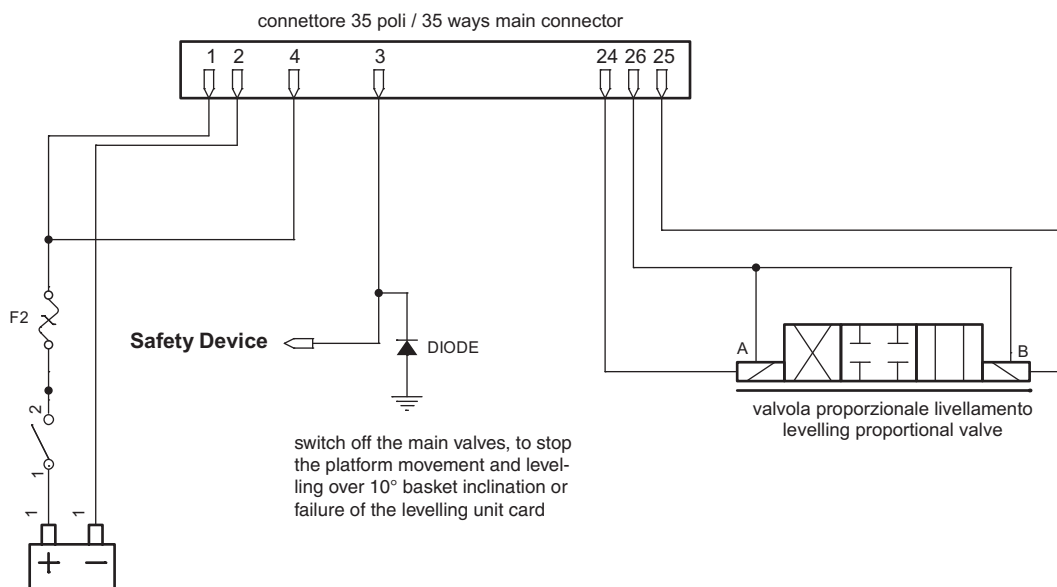 connettore 35 poli / 35 ways main connector
1 2 4 3 24 26 25
F2
Safety Device
DIODE
A
B
valvola proporzionale livellamento
levelling proportional valve
switch off the main valves, to stop
the platform movement and level-
ling over 10° basket inclination or
failure of the levelling unit card
2
1
1 1
+ −